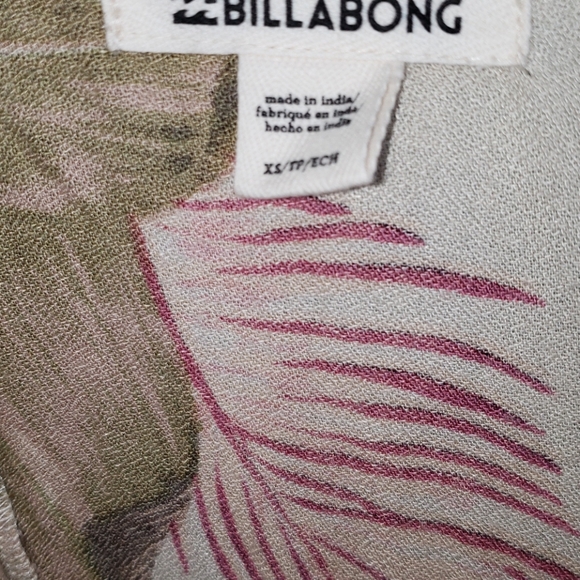 BILLABONG
made in india/
fabriqué en inde
hecho en india
XS/TP/ECH